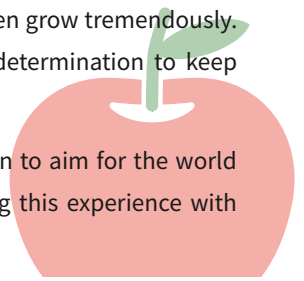 en grow tremendously.
determination to keep
n to aim for the world
g this experience with